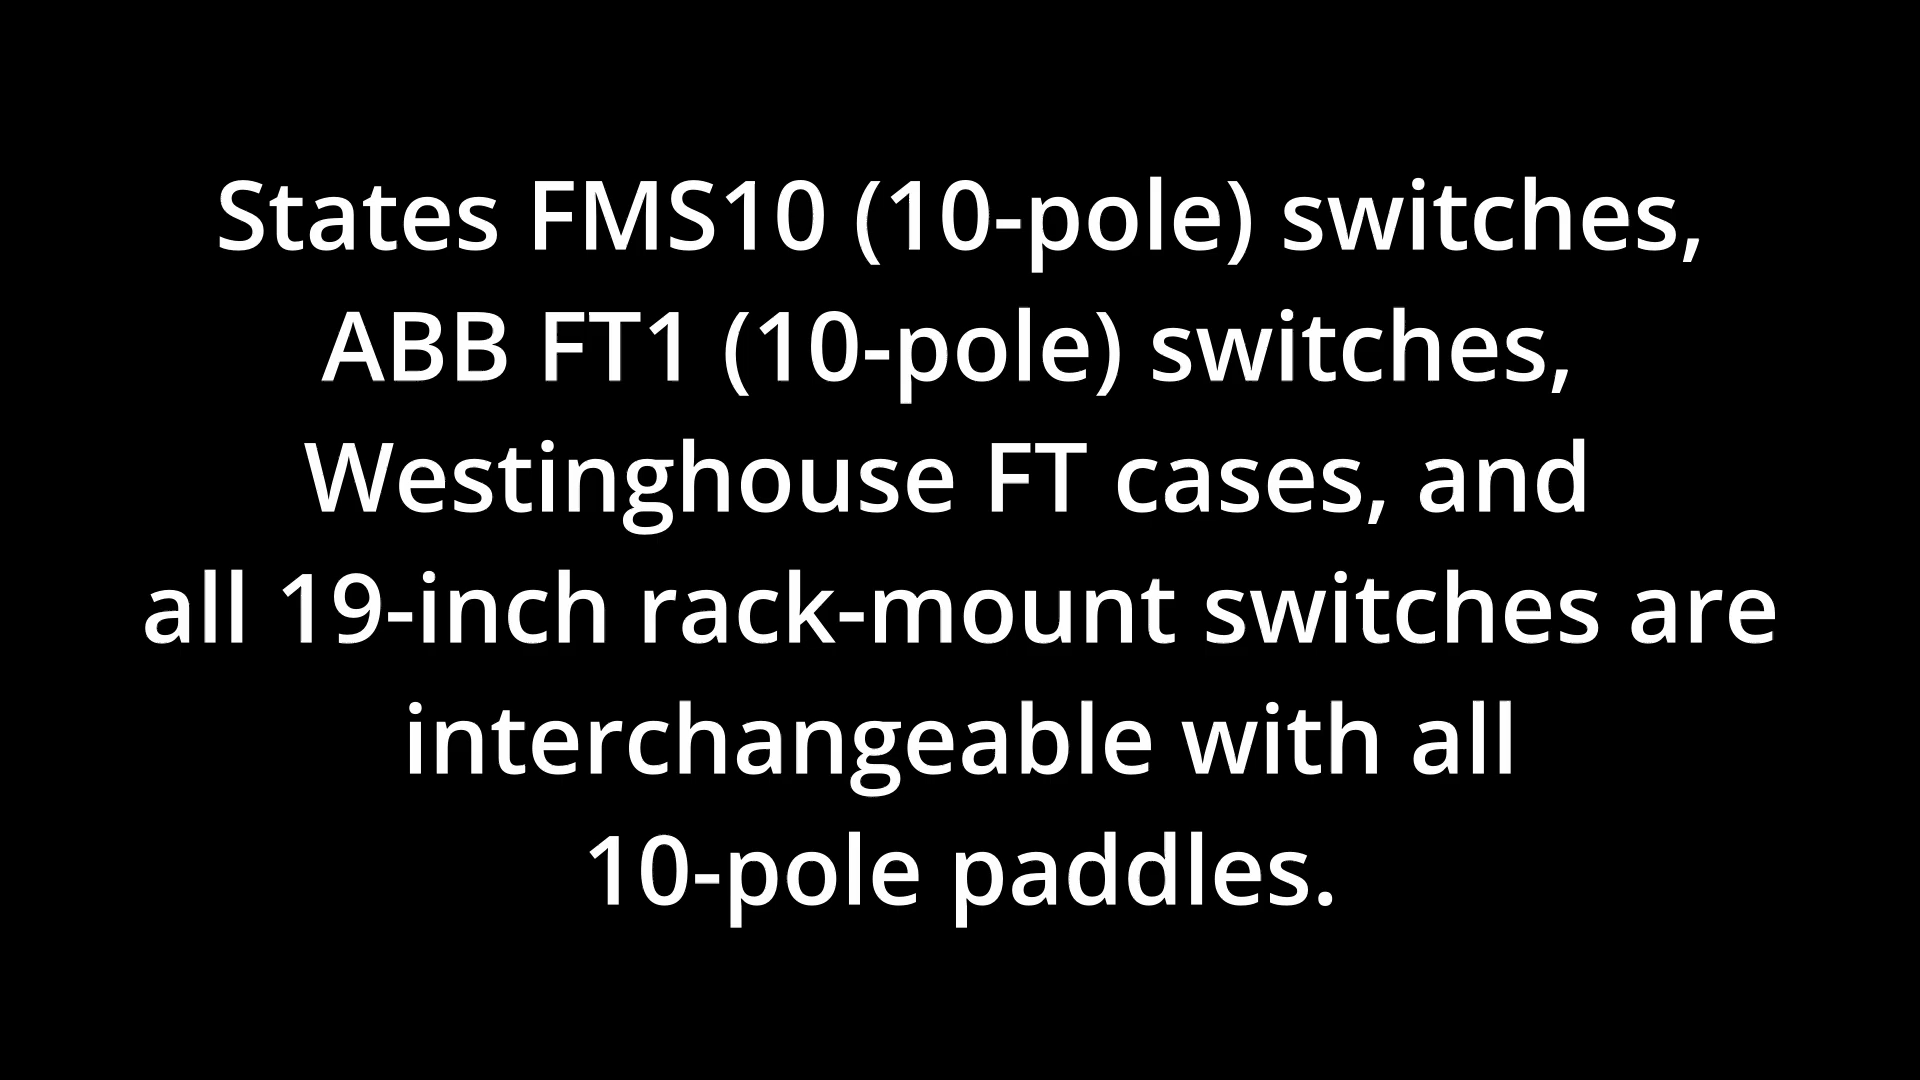 States FMS10 (10-pole) switches,
ABB FT1 (10-pole) switches,
Westinghouse FT cases, and
all 19-inch rack-mount switches are
interchangeable with all
10-pole paddles.